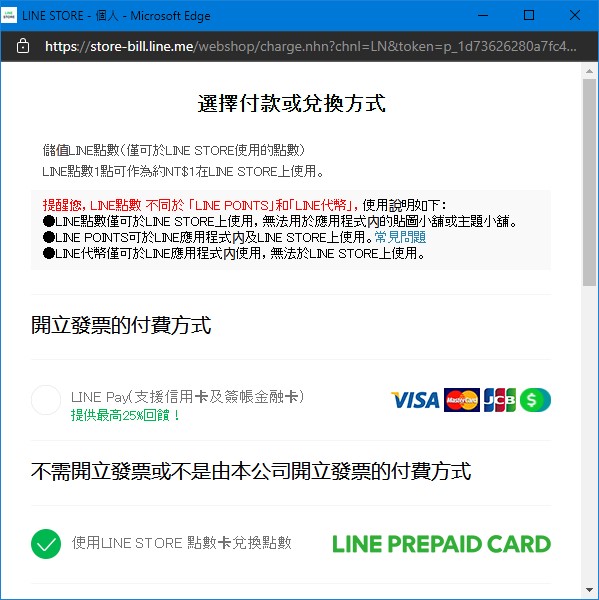 LINE STORE - 個人 - Microsoft Edge
https://store-bill.line.me/webshop/charge.nhn?chnl=LN&token=p_1d73626280a7fc4...
選擇付款或兌換方式
儲值LINE點數(僅可於LINE STORE使用的點數)
LINE點數1點可作為約NT$1在LINE STORE上使用。
提醒您, LINE點數 不同於「LINE POINTS」和「LINE代幣」, 使用說明如下:
●LINE點數僅可於LINE STORE上使用, 無法用於應用程式內的貼圖小舖或主題小舖。
●LINE POINTS可於LINE應用程式內及LINE STORE上使用。常見問題
●LINE代幣僅可於LINE應用程式內使用, 無法於LINE STORE上使用。
開立發票的付費方式
LINE Pay(支援信用卡及簽帳金融卡) VISA MasterCard JCB $
提供最高25%回饋！
不需開立發票或不是由本公司開立發票的付費方式
使用LINE STORE 點數卡兌換點數 LINE PREPAID CARD